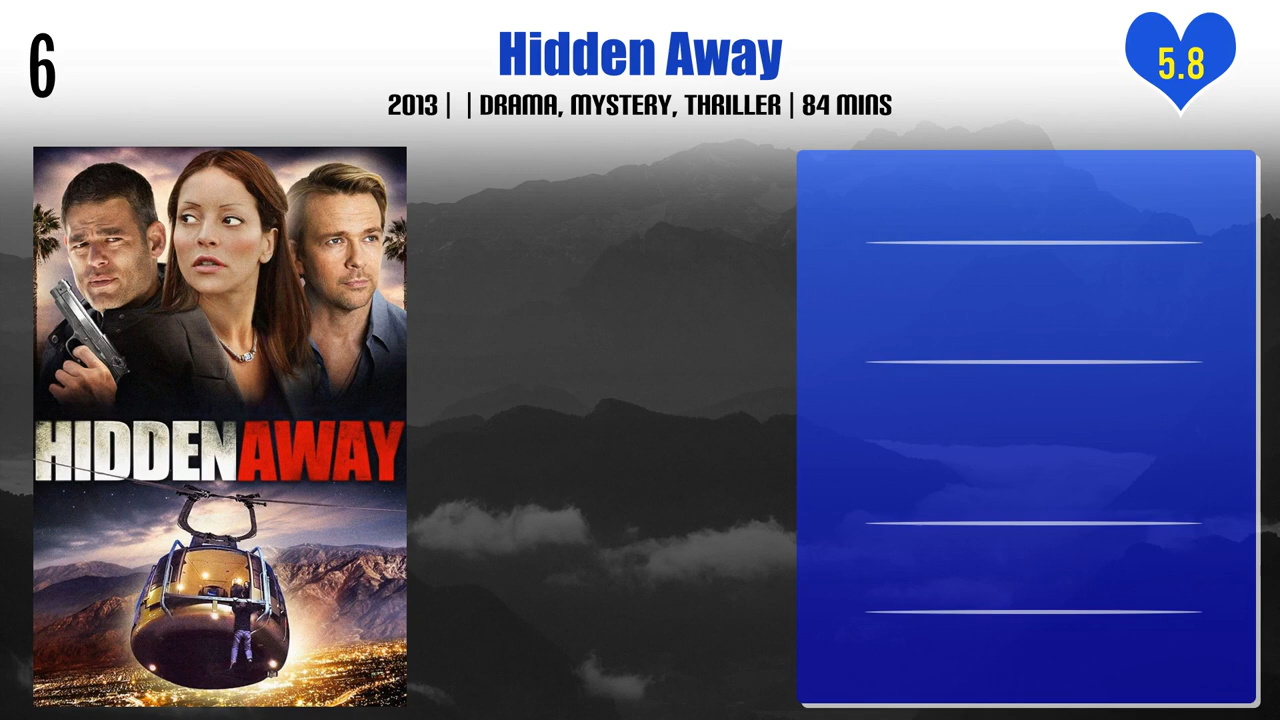 6
Hidden Away
5.8
2013 | | DRAMA, MYSTERY, THRILLER | 84 MINS
HIDDENAWAY